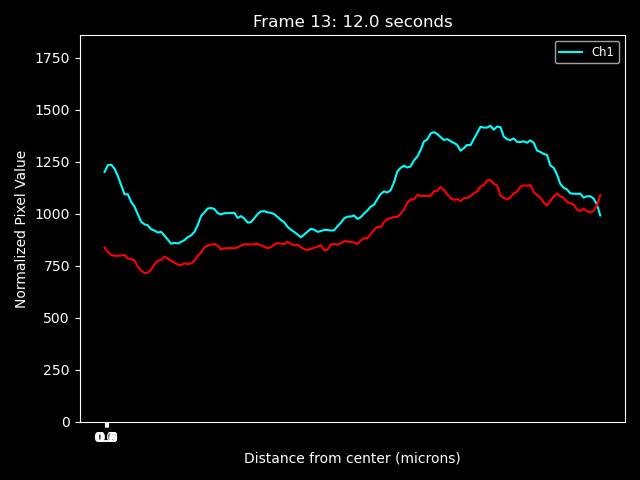 Frame 13: 12.0 seconds
Ch1
1750
1500
1250
1000
750
500
250
0
Normalized Pixel Value
Distance from center (microns)